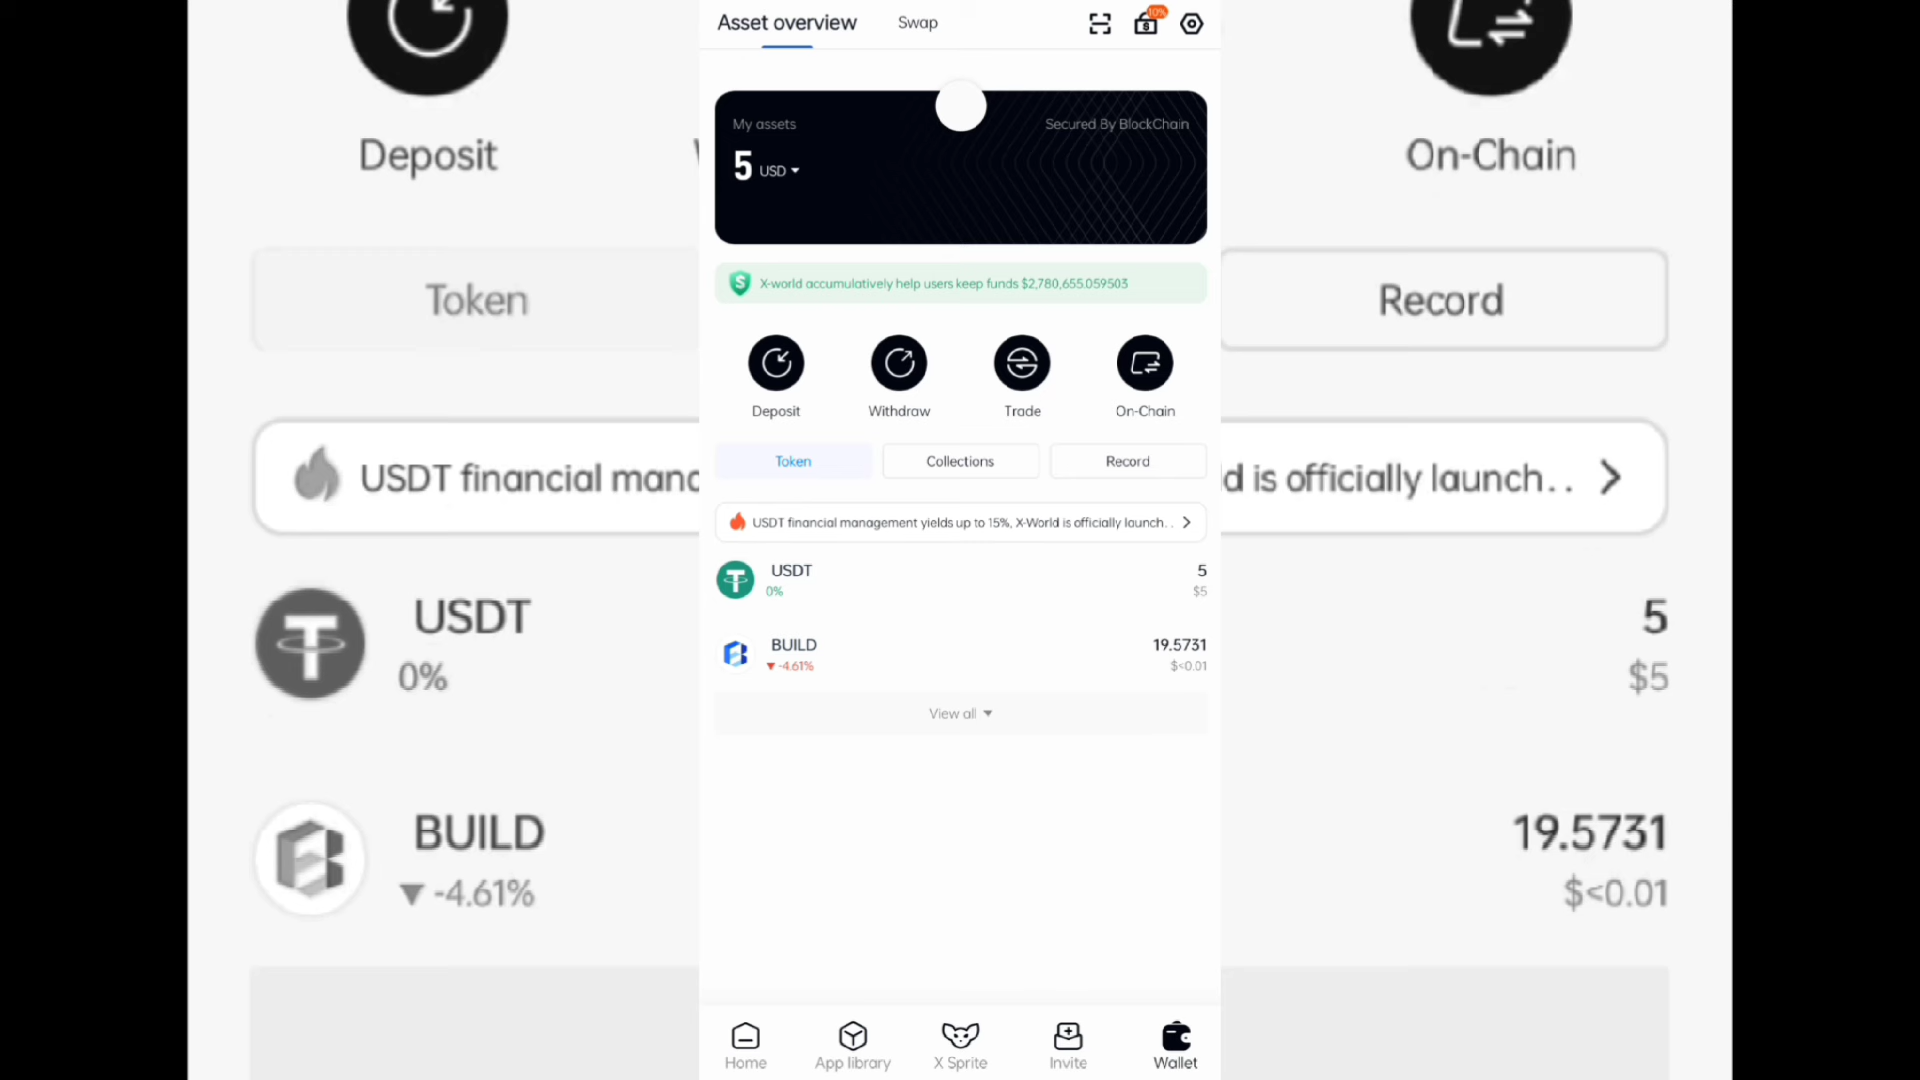 Asset overview
Swap
10%
My assets
Secured By BlockChain
5 USD
X-world accumulatively help users keep funds $2,780,655.059503
Deposit
Withdraw
Trade
On-Chain
Token
Collections
Record
USDT financial management yields up to 15%, X-World is officially launch. .
USDT
5
0%
$5
BUILD
19.5731
-4.61%
$<0.01
View all
Home
App library
X Sprite
Invite
Wallet
Deposit
On-Chain
Token
Record
USDT financial mana
d is officially launch. .
USDT
5
0%
$5
BUILD
19.5731
-4.61%
$<0.01